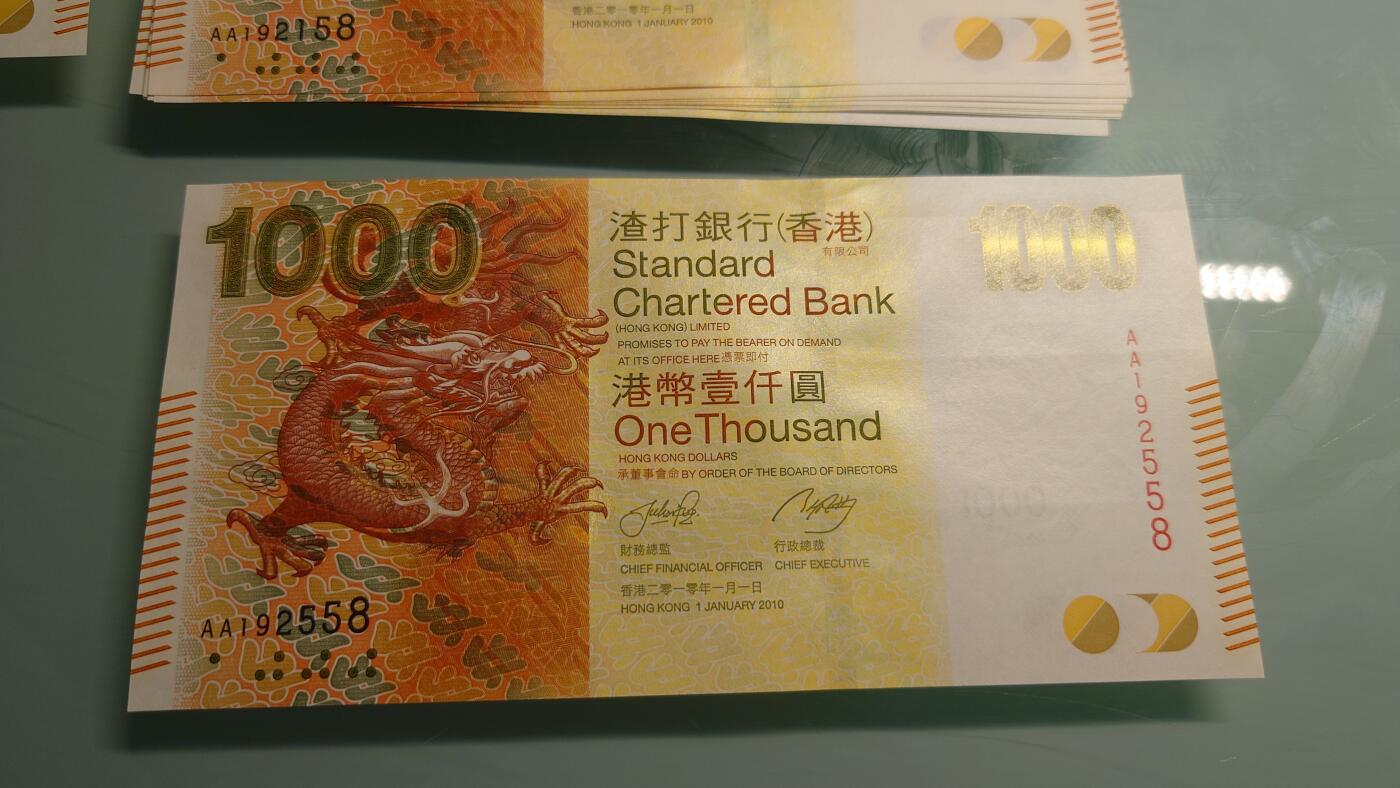 AA192158
香港二零一零年一月一日
HONG KONG 1 JANUARY 2010
1000
渣打銀行(香港)
有限公司
Standard
Chartered Bank
(HONG KONG) LIMITED
PROMISES TO PAY THE BEARER ON DEMAND
AT ITS OFFICE HERE憑票即付
港幣壹仟圓
One Thousand
HONG KONG DOLLARS
承董事會命 BY ORDER OF THE BOARD OF DIRECTORS
財務總監
CHIEF FINANCIAL OFFICER
行政總裁
CHIEF EXECUTIVE
香港二零一零年一月一日
HONG KONG 1 JANUARY 2010
AA192558
1000
AA192558
1000